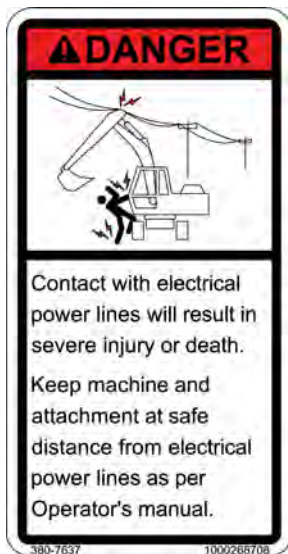 DANGER
Contact with electrical
power lines will result in
severe injury or death.
Keep machine and
attachment at safe
distance from electrical
power lines as per
Operator's manual.
380-7637 1000268708